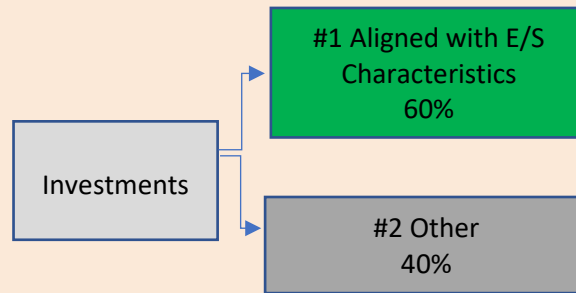 #1 Aligned with E/S
Characteristics
60%
Investments
#2 Other
40%